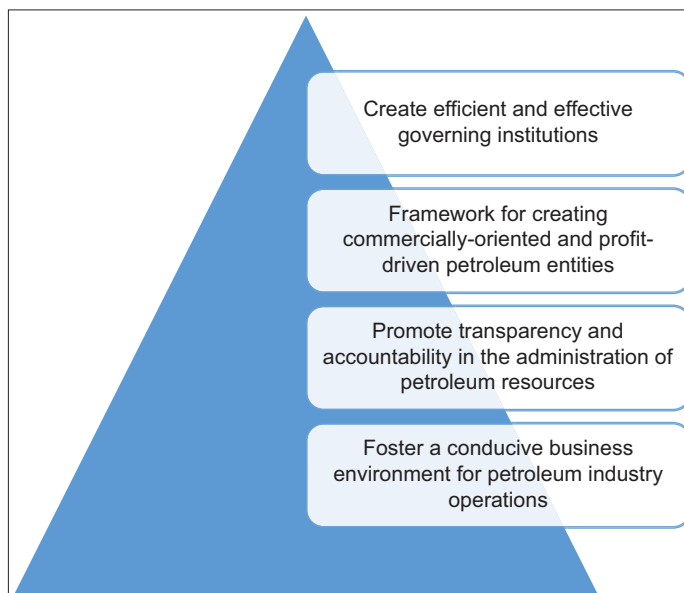 Create efficient and effective
governing institutions
Framework for creating
commercially-oriented and profit-
driven petroleum entities
Promote transparency and
accountability in the administration of
petroleum resources
Foster a conducive business
environment for petroleum industry
operations